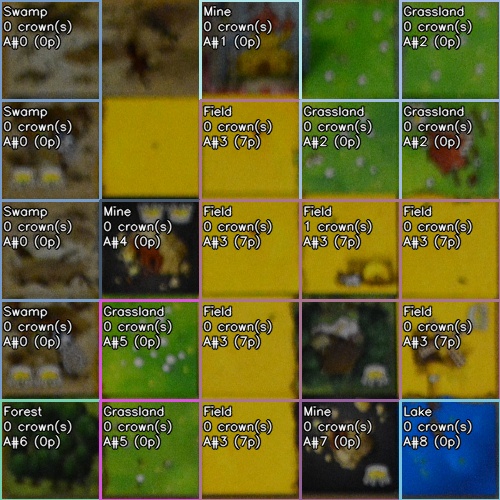 Swamp
0 crown(s)
A#0 (0p)
Mine
0 crown(s)
A#1 (0p)
Grassland
0 crown(s)
A#2 (0p)
Swamp
0 crown(s)
A#0 (0p)
Field
0 crown(s)
A#3 (7p)
Grassland
0 crown(s)
A#2 (0p)
Grassland
0 crown(s)
A#2 (0p)
Swamp
0 crown(s)
A#0 (0p)
Mine
0 crown(s)
A#4 (0p)
Field
0 crown(s)
A#3 (7p)
Field
1 crown(s)
A#3 (7p)
Field
0 crown(s)
A#3 (7p)
Swamp
0 crown(s)
A#0 (0p)
Grassland
0 crown(s)
A#5 (0p)
Field
0 crown(s)
A#3 (7p)
Field
0 crown(s)
A#3 (7p)
Forest
0 crown(s)
A#6 (0p)
Grassland
0 crown(s)
A#5 (0p)
Field
0 crown(s)
A#3 (7p)
Mine
0 crown(s)
A#7 (0p)
Lake
0 crown(s)
A#8 (0p)